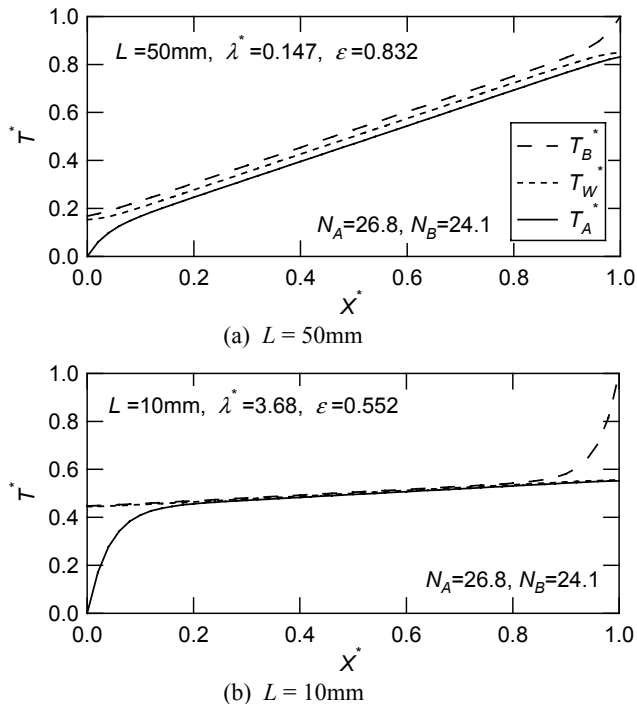 1.0
0.8
0.6
0.4
0.2
0.0
T*
L =50mm, λ*=0.147, ε=0.832
T_B*
T_W*
T_A*
N_A=26.8, N_B=24.1
0.0 0.2 0.4 0.6 0.8 1.0
X*
(a) L = 50mm
1.0
0.8
0.6
0.4
0.2
0.0
T*
L =10mm, λ*=3.68, ε=0.552
N_A=26.8, N_B=24.1
0.0 0.2 0.4 0.6 0.8 1.0
X*
(b) L = 10mm